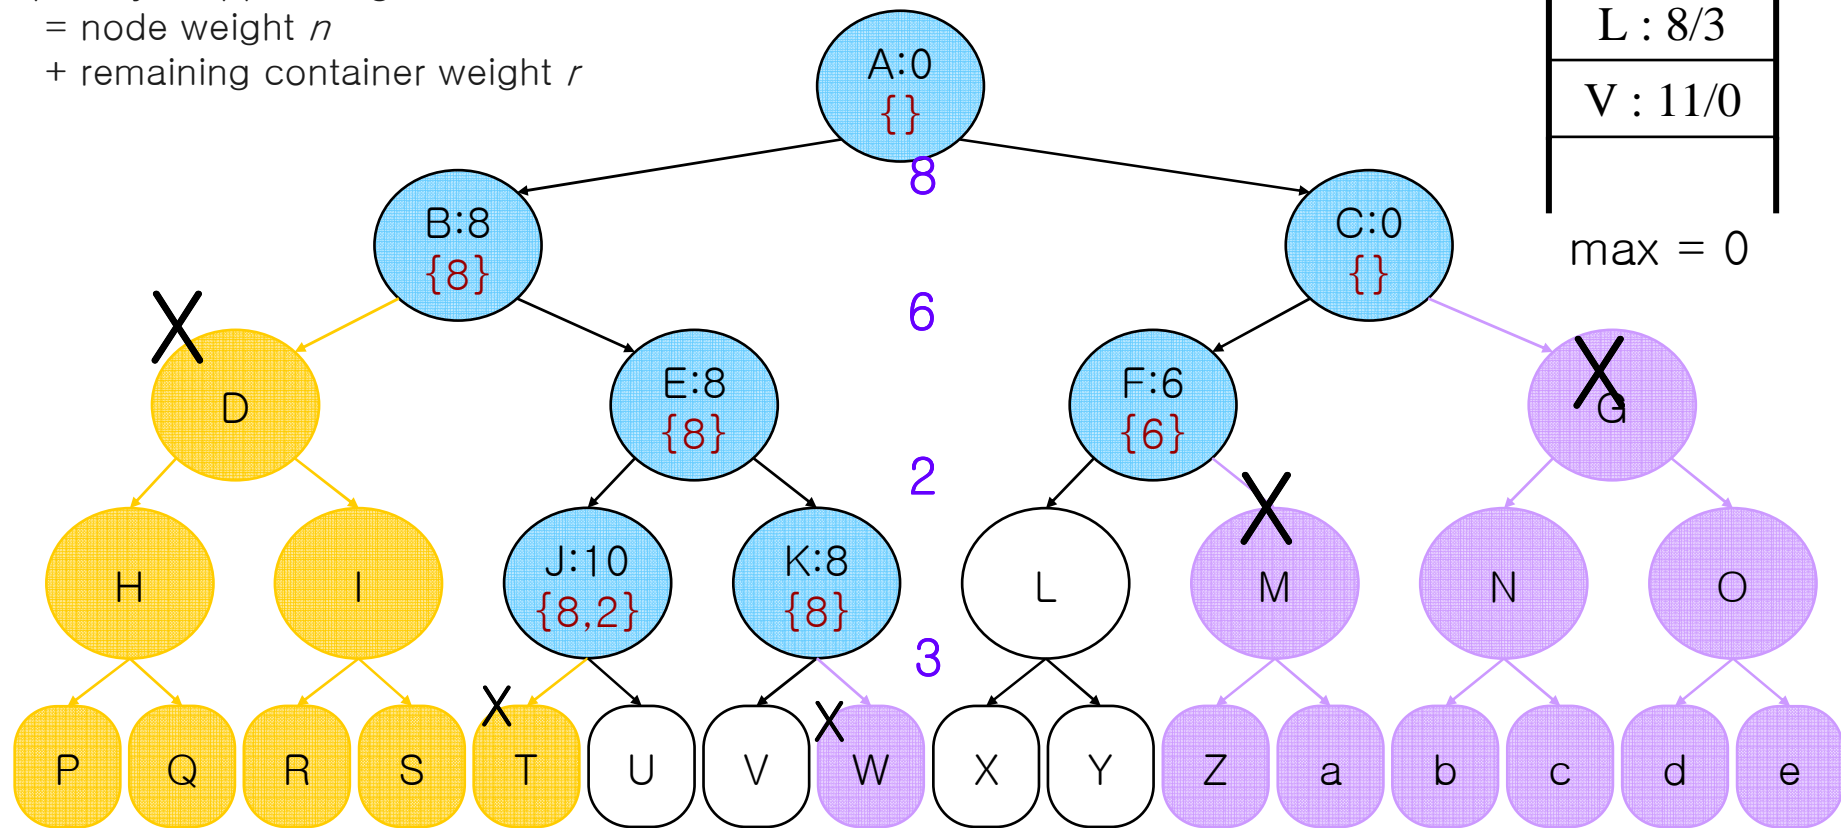 = node weight n
+ remaining container weight r
L : 8/3
V : 11/0
max = 0
A:0
{}
8
B:8
{8}
C:0
{}
6
D
E:8
{8}
F:6
{6}
G
2
H
I
J:10
{8,2}
K:8
{8}
L
M
N
O
3
P
Q
R
S
T
U
V
W
X
Y
Z
a
b
c
d
e